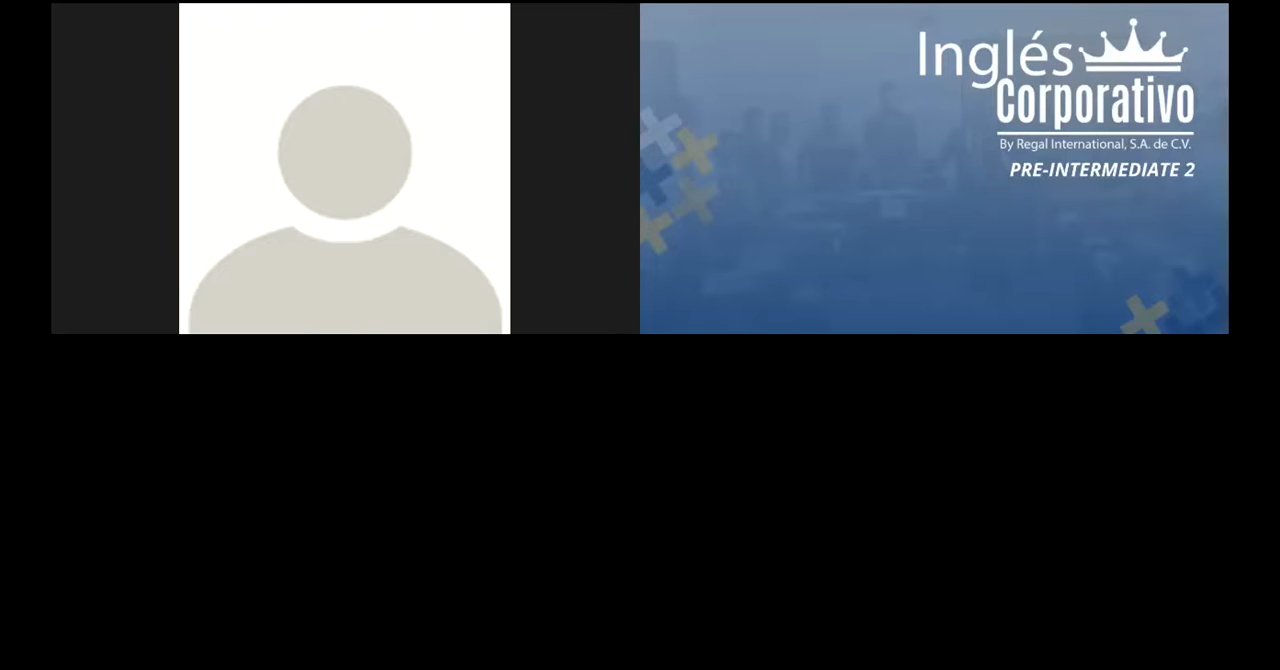 Inglés
Corporativo
By Regal International, S.A. de C.V.
PRE-INTERMEDIATE 2